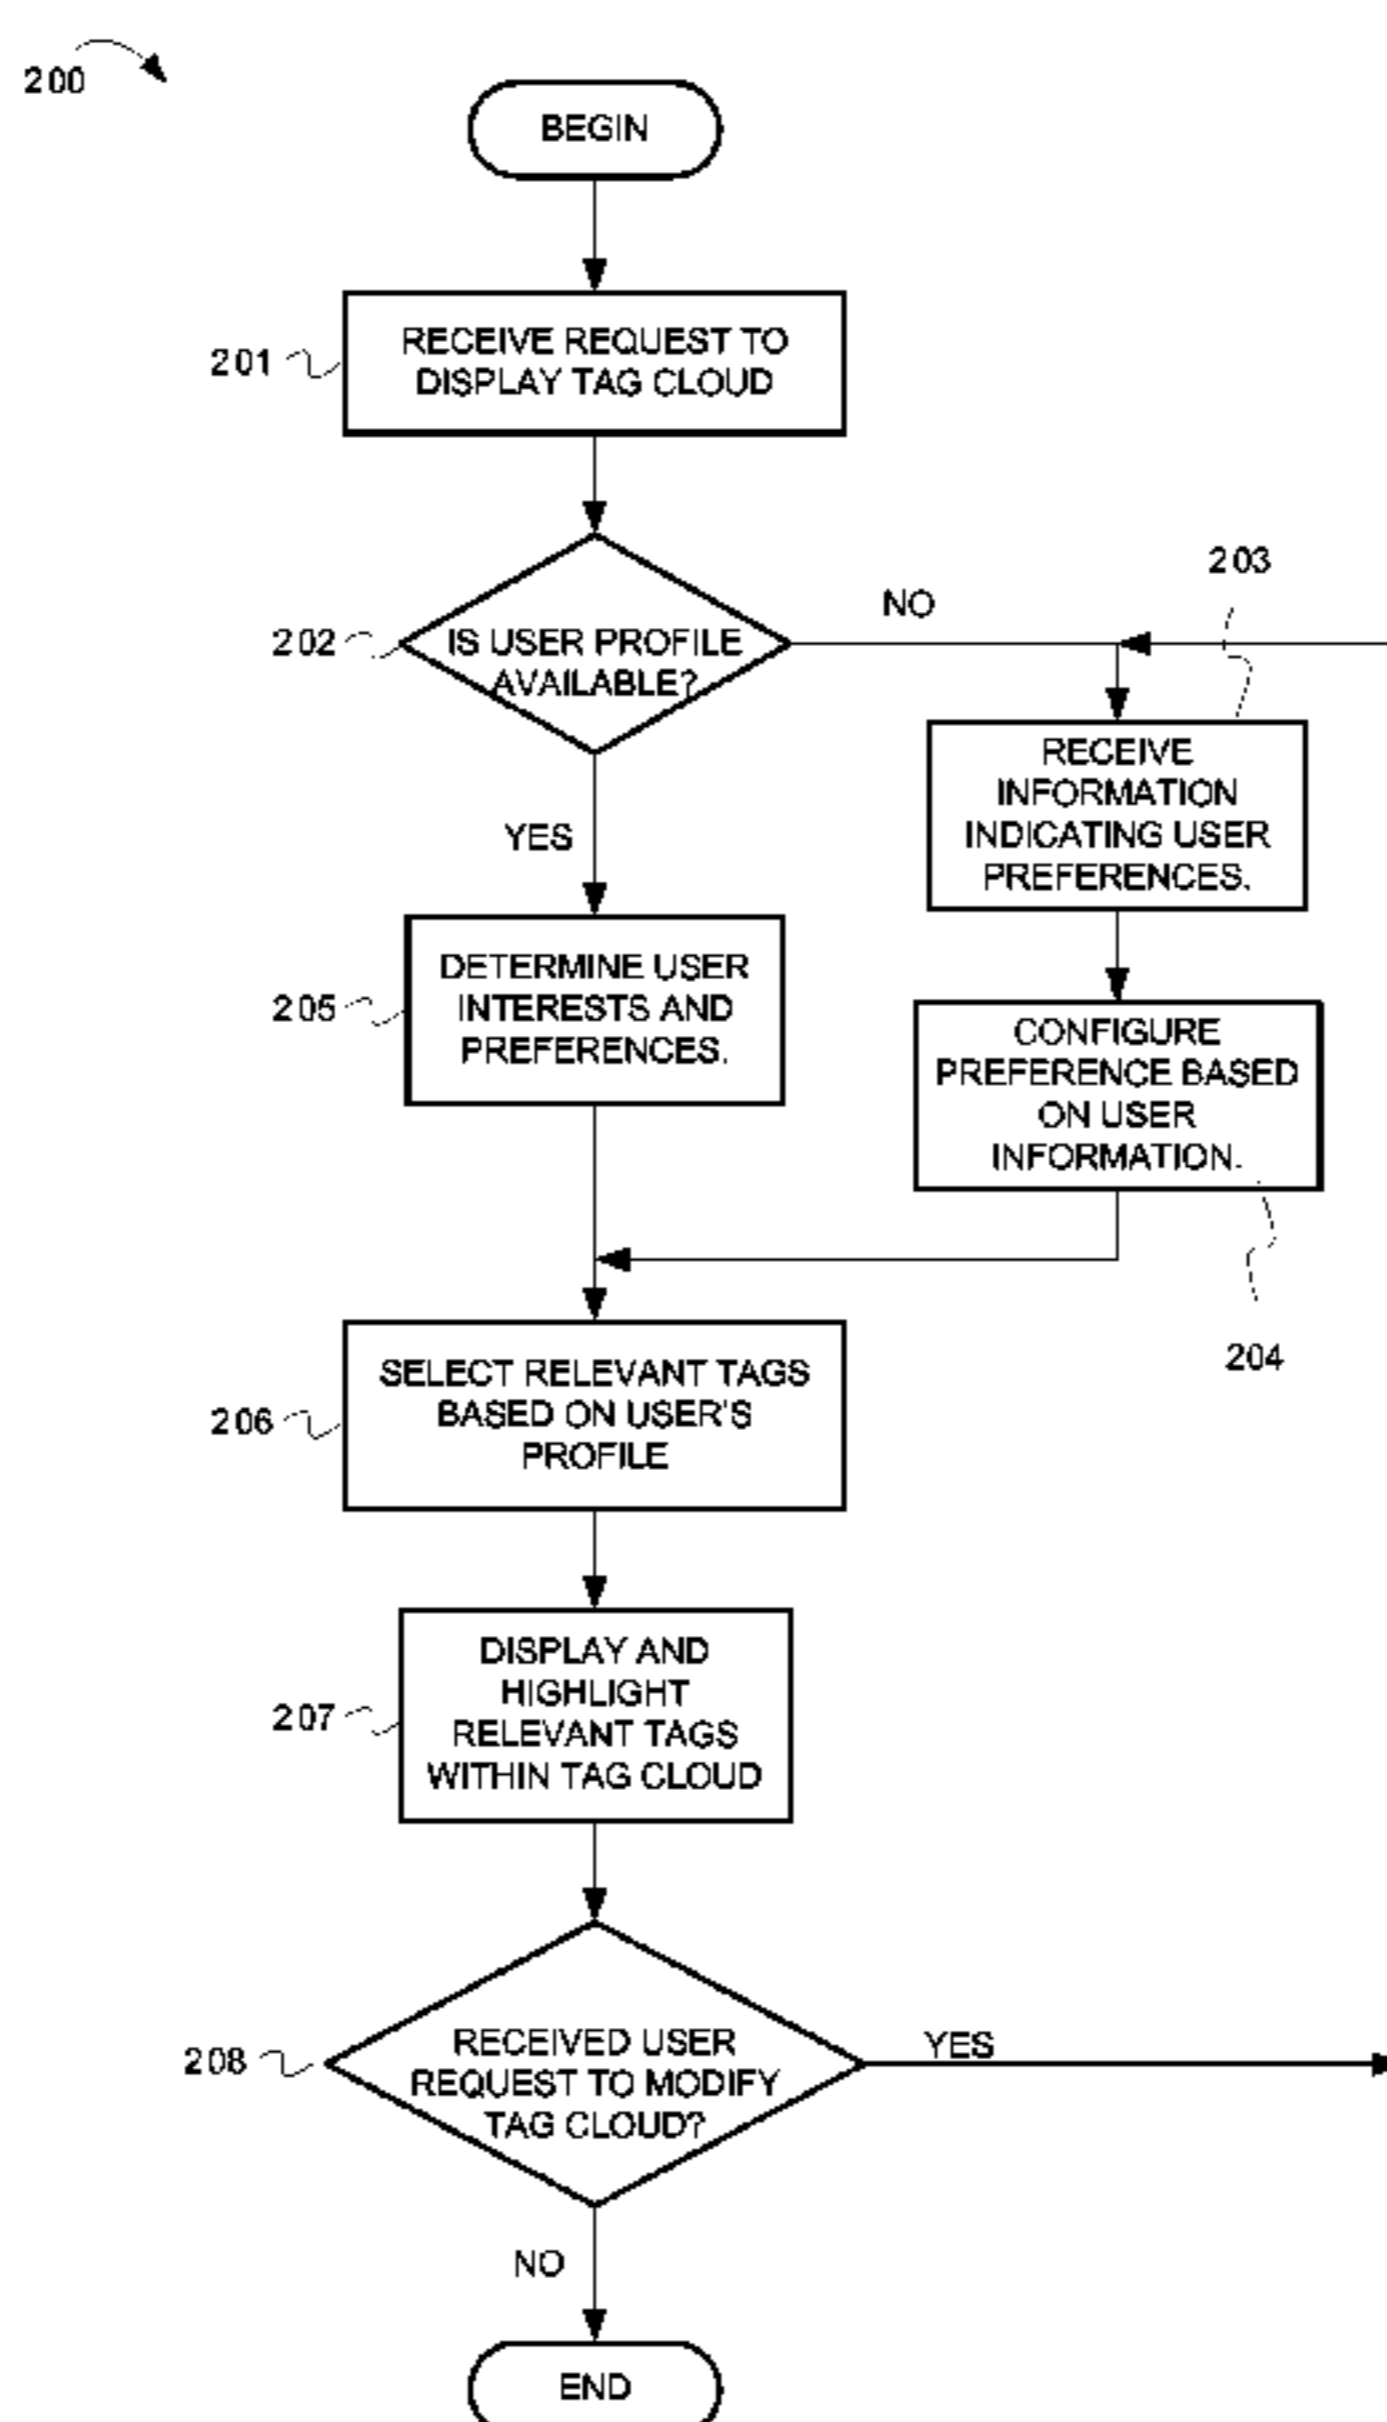 200
BEGIN
201
RECEIVE REQUEST TO
DISPLAY TAG CLOUD
202
IS USER PROFILE
AVAILABLE?
NO
203
RECEIVE
INFORMATION
INDICATING USER
PREFERENCES.
YES
205
DETERMINE USER
INTERESTS AND
PREFERENCES.
CONFIGURE
PREFERENCE BASED
ON USER
INFORMATION.
204
206
SELECT RELEVANT TAGS
BASED ON USER'S
PROFILE
207
DISPLAY AND
HIGHLIGHT
RELEVANT TAGS
WITHIN TAG CLOUD
208
RECEIVED USER
REQUEST TO MODIFY
TAG CLOUD?
YES
NO
END